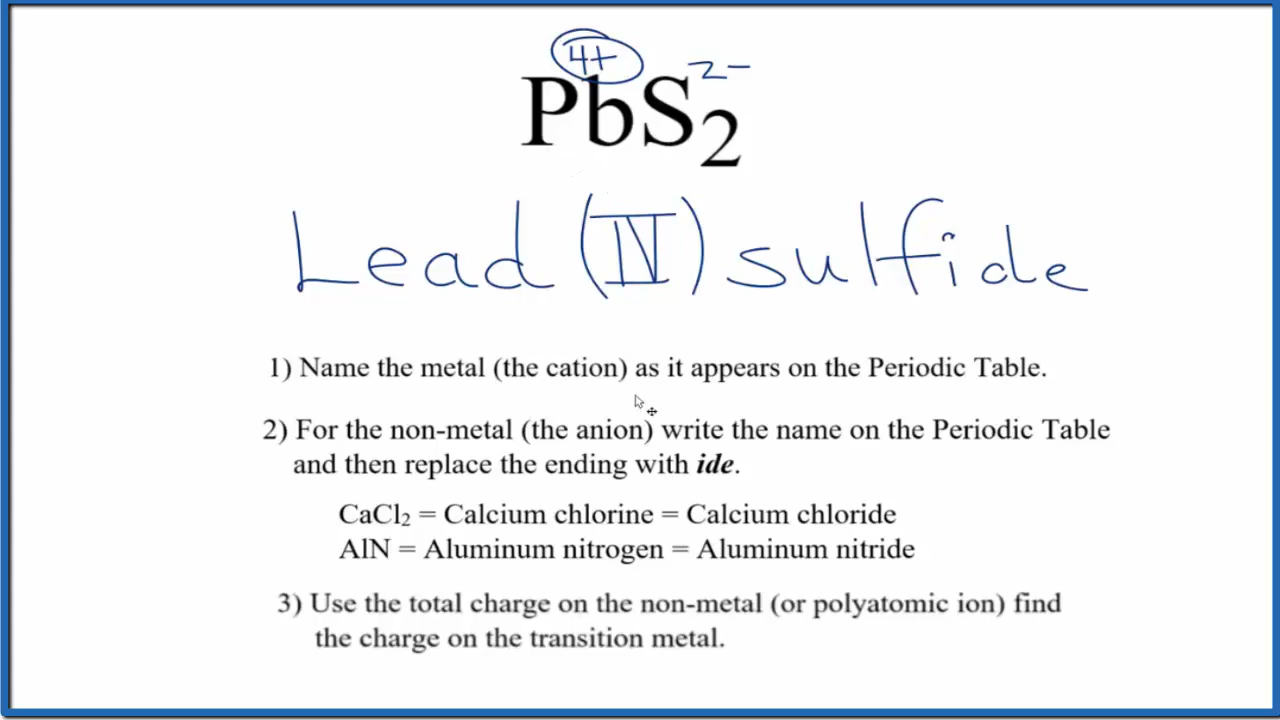 4+ 2-
PbS₂
Lead (IV) sulfide
1) Name the metal (the cation) as it appears on the Periodic Table.
2) For the non-metal (the anion) write the name on the Periodic Table
and then replace the ending with ide.
CaCl₂ = Calcium chlorine = Calcium chloride
AlN = Aluminum nitrogen = Aluminum nitride
3) Use the total charge on the non-metal (or polyatomic ion) find
the charge on the transition metal.